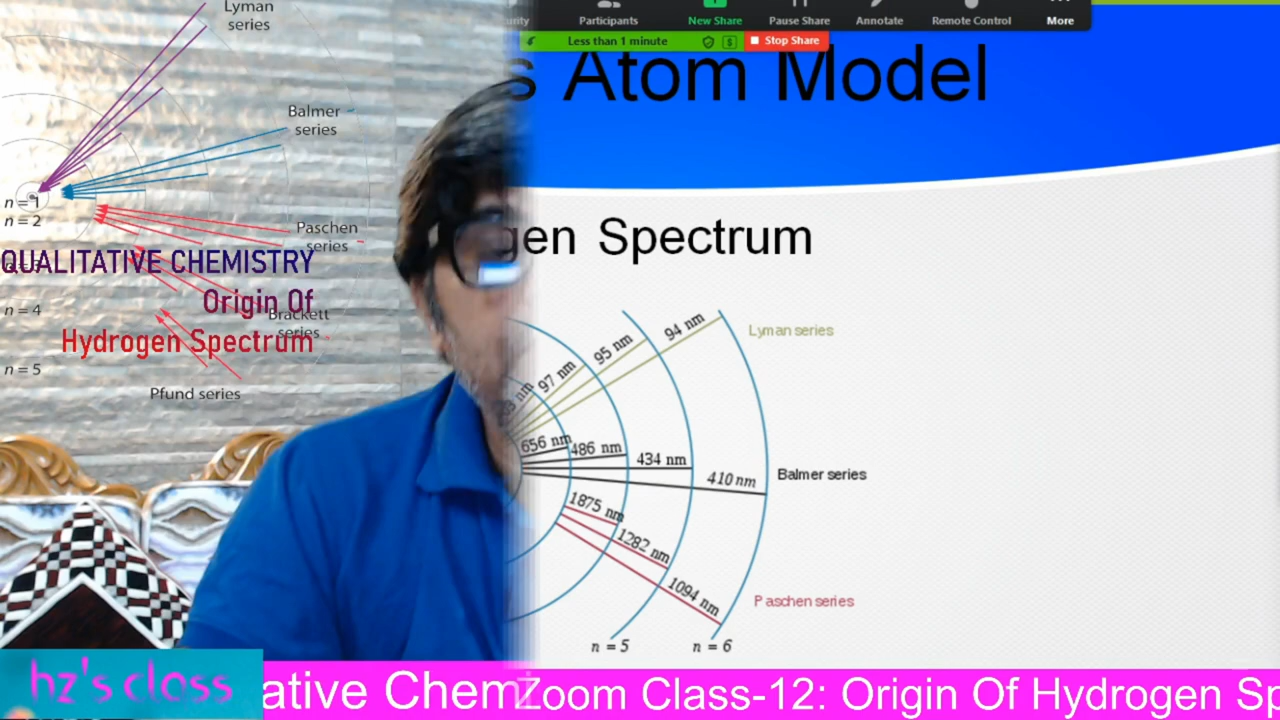 Lyman
series
Balmer
series
n = 1
n = 2
Paschen
series
QUALITATIVE CHEMISTRY
n = 4
Origin Of
Brackett
series
Hydrogen Spectrum
n = 5
Pfund series
Participants
New Share
Pause Share
Annotate
Remote Control
More
Less than 1 minute
Stop Share
s Atom Model
gen Spectrum
94 nm
95 nm
97 nm
Lyman series
656 nm
486 nm
434 nm
410 nm
Balmer series
1875 nm
1282 nm
1094 nm
Paschen series
n = 5
n = 6
hz's class
ative Chem
Zoom Class-12: Origin Of Hydrogen Sp